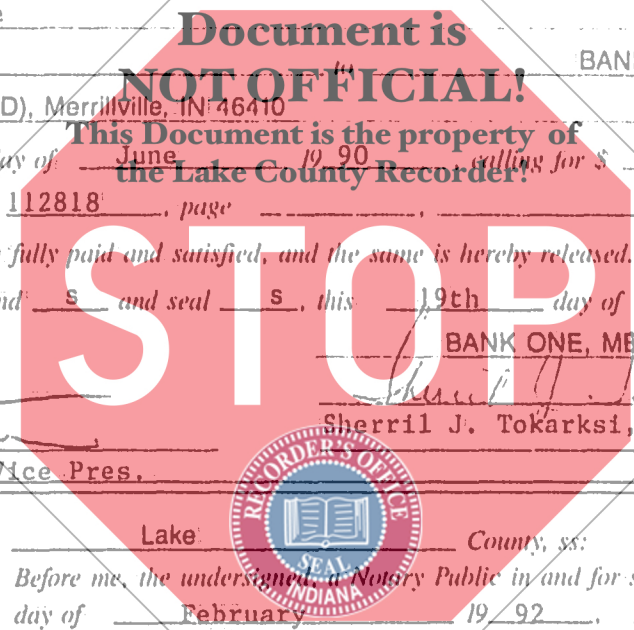 Document is
BAN
NOT OFFICIAL!
D), Merrillville, IN 46410
This Document is the property of
day of June 19 90, calling for $
the Lake County Recorder!
112818, page
fully paid and satisfied, and the same is hereby released.
nd s and seal s, this 19th day of
STOP
BANK ONE, ME
Sherril J. Tokarksi,
Vice Pres.
RECORDER'S OFFICE
SEAL
INDIANA
Lake County, ss:
Before me, the undersigned, a Notary Public in and for s
day of February 19 92,